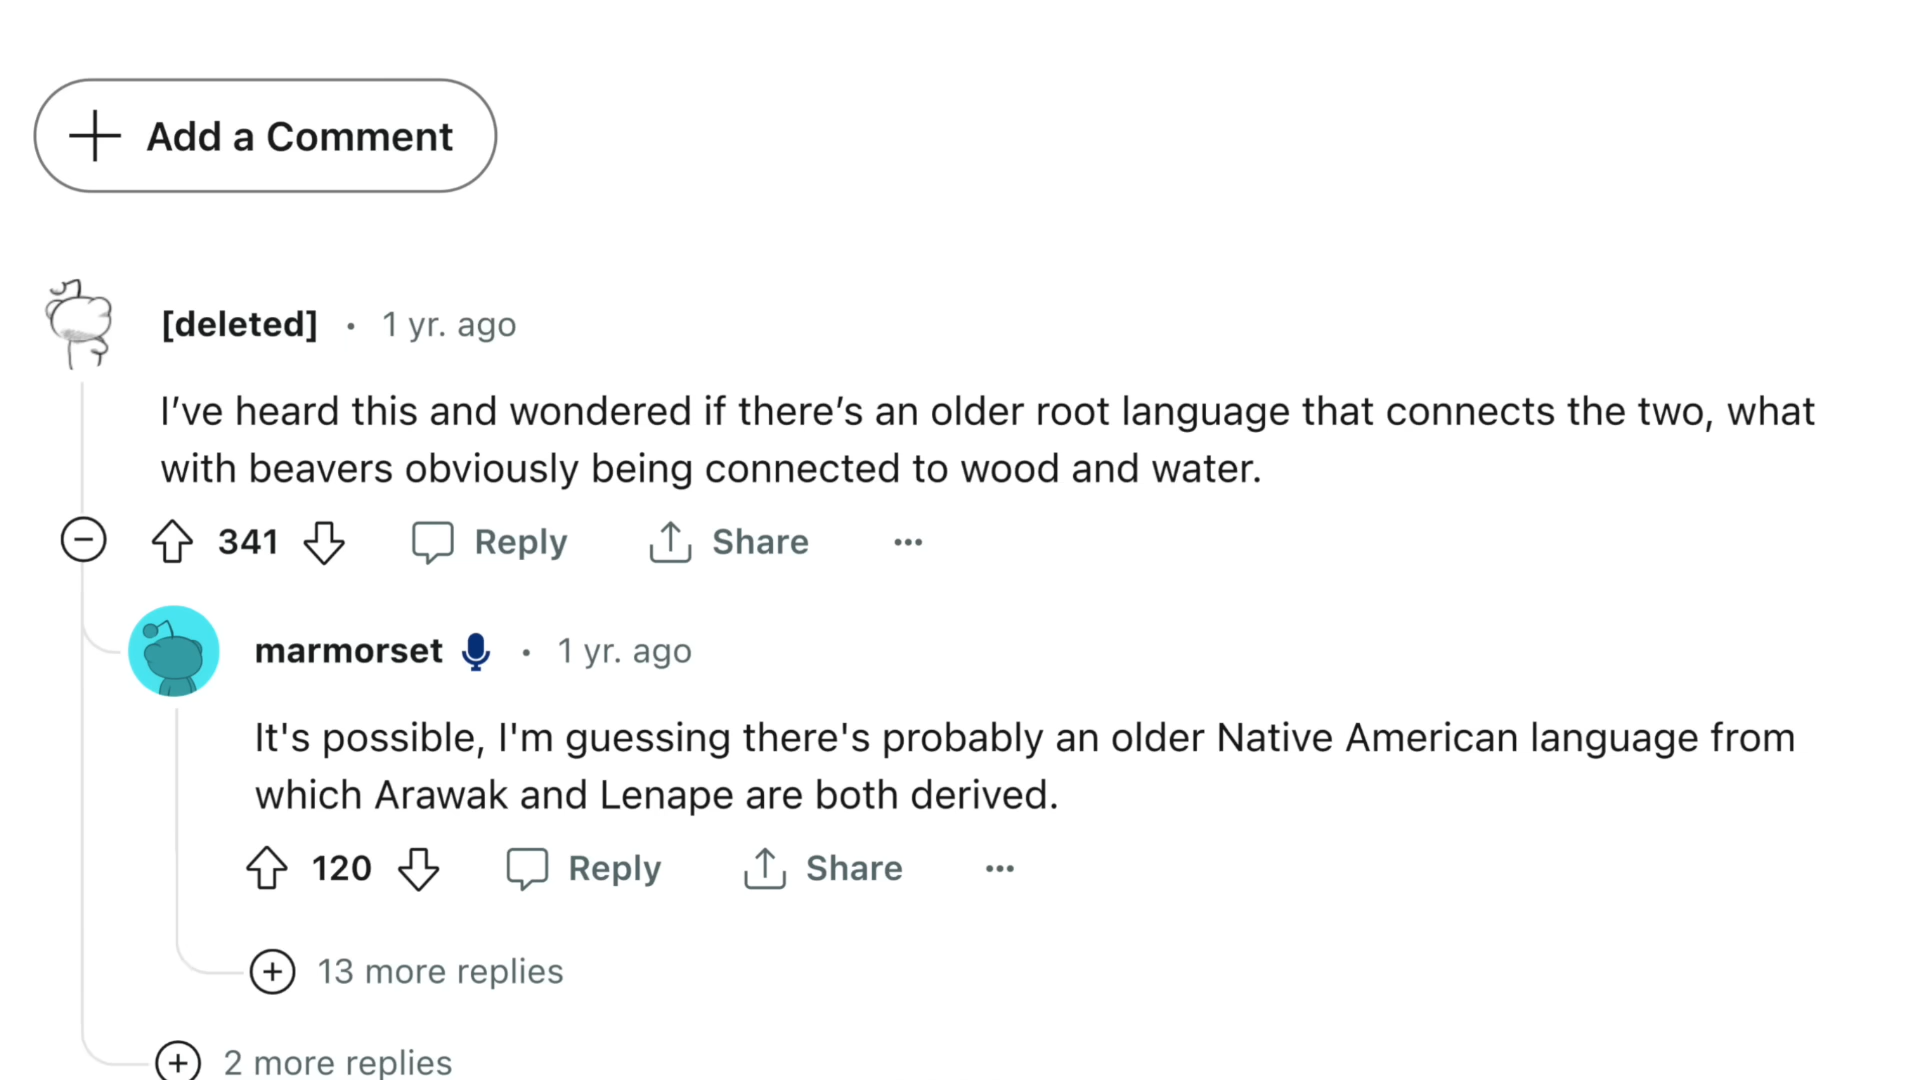 Add a Comment
[deleted] · 1 yr. ago
I’ve heard this and wondered if there’s an older root language that connects the two, what
with beavers obviously being connected to wood and water.
341 Reply Share ···
marmorset · 1 yr. ago
It's possible, I'm guessing there's probably an older Native American language from
which Arawak and Lenape are both derived.
120 Reply Share ···
13 more replies
2 more replies